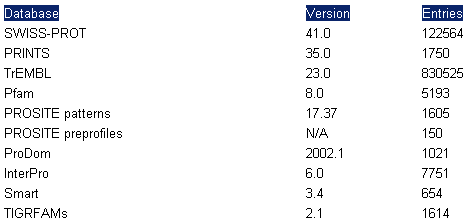 Database Version Entries
SWISS-PROT 41.0 122564
PRINTS 35.0 1750
TrEMBL 23.0 830525
Pfam 8.0 5193
PROSITE patterns 17.37 1605
PROSITE preprofiles N/A 150
ProDom 2002.1 1021
InterPro 6.0 7751
Smart 3.4 654
TIGRFAMs 2.1 1614